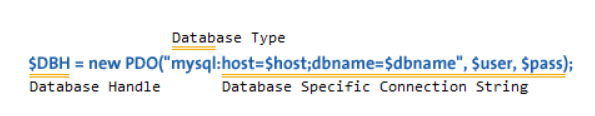 Database Type
$DBH = new PDO("mysql:host=$host;dbname=$dbname", $user, $pass);
Database Handle Database Specific Connection String